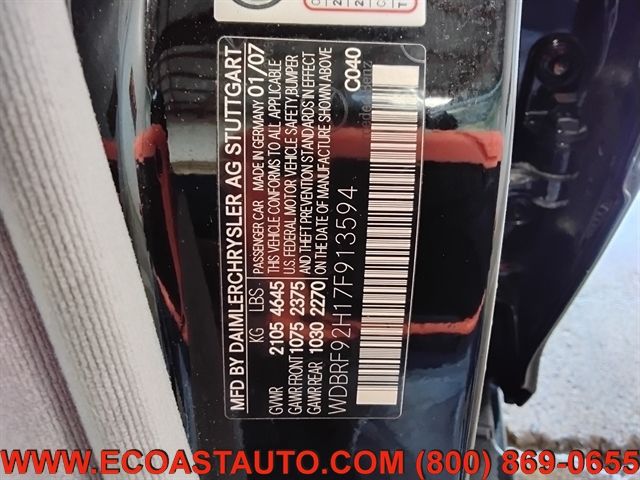 MFD BY DAIMLERCHRYSLER AG STUTTGART
KG LBS PASSENGER CAR MADE IN GERMANY 01/07
GVWR 2105 4645 THIS VEHICLE CONFORMS TO ALL APPLICABLE
GAWR FRONT 1075 2375 U.S. FEDERAL MOTOR VEHICLE SAFETY, BUMPER
GAWR REAR 1030 2270 AND THEFT PREVENTION STANDARDS IN EFFECT
ON THE DATE OF MANUFACTURE SHOWN ABOVE
WDBRF92H17F913594 C040
WWW.ECOASTAUTO.COM (800) 869-0655